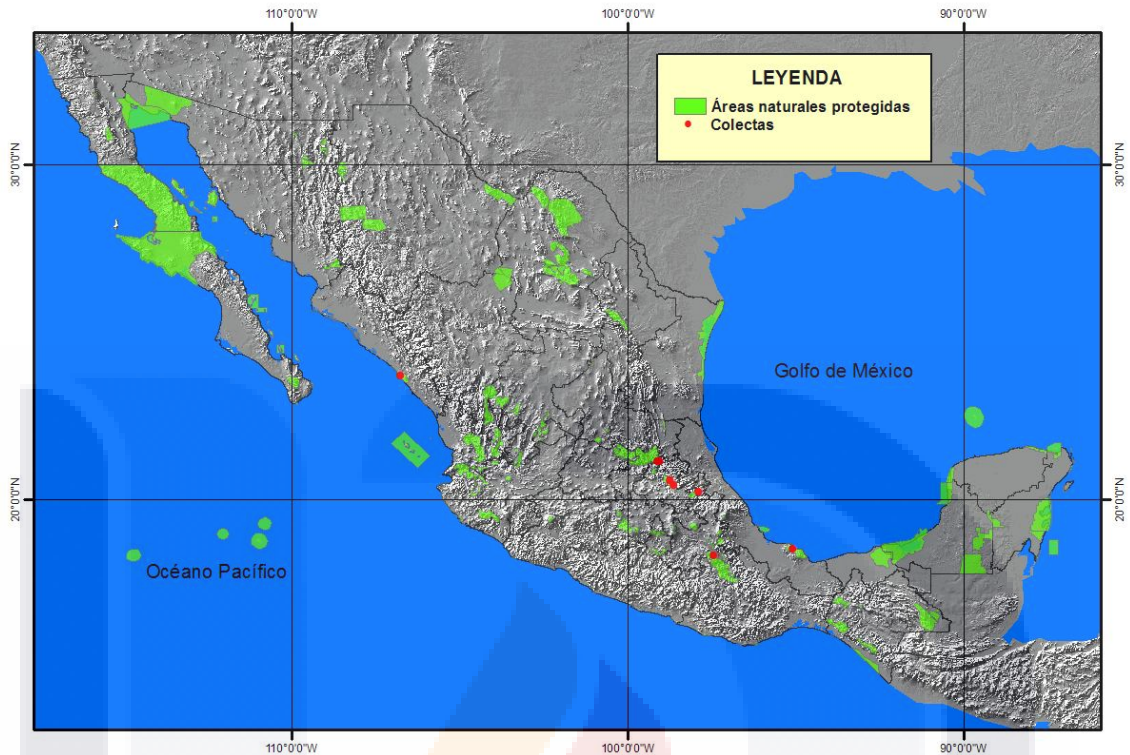 110°0'0"W 100°0'0"W 90°0'0"W
LEYENDA
Áreas naturales protegidas
Colectas
30°0'0"N 30°0'0"N
Golfo de México
20°0'0"N 20°0'0"N
Océano Pacífico
110°0'0"W 100°0'0"W 90°0'0"W